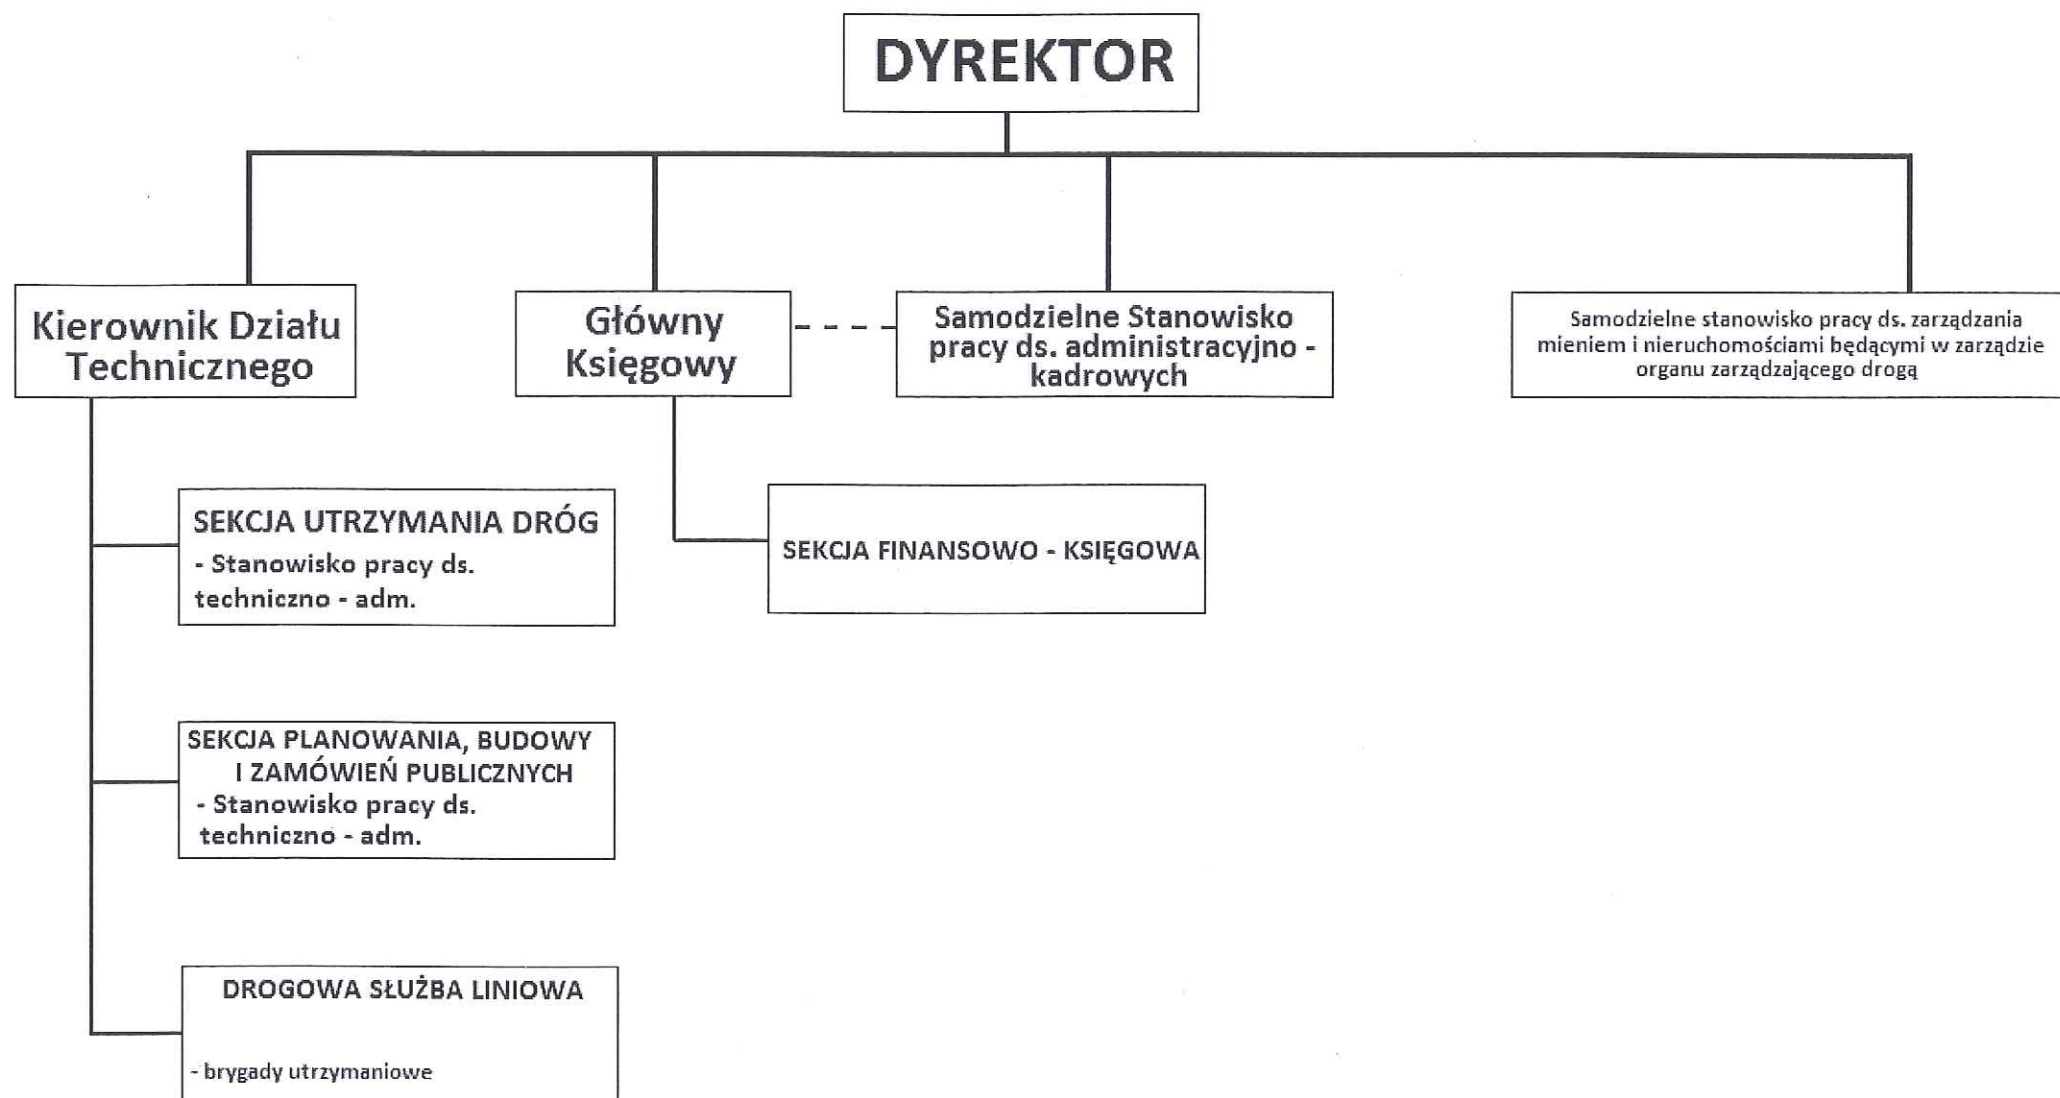 DYREKTOR
Kierownik Działu
Technicznego
Główny
Księgowy
Samodzielne Stanowisko
pracy ds. administracyjno -
kadrowych
Samodzielne stanowisko pracy ds. zarządzania
mieniem i nieruchomościami będącymi w zarządzie
organu zarządzającego drogą
SEKCJA UTRZYMANIA DRÓG
- Stanowisko pracy ds.
techniczno - adm.
SEKCJA FINANSOWO - KSIĘGOWA
SEKCJA PLANOWANIA, BUDOWY
I ZAMÓWIEŃ PUBLICZNYCH
- Stanowisko pracy ds.
techniczno - adm.
DROGOWA SŁUŻBA LINIOWA
- brygady utrzymaniowe